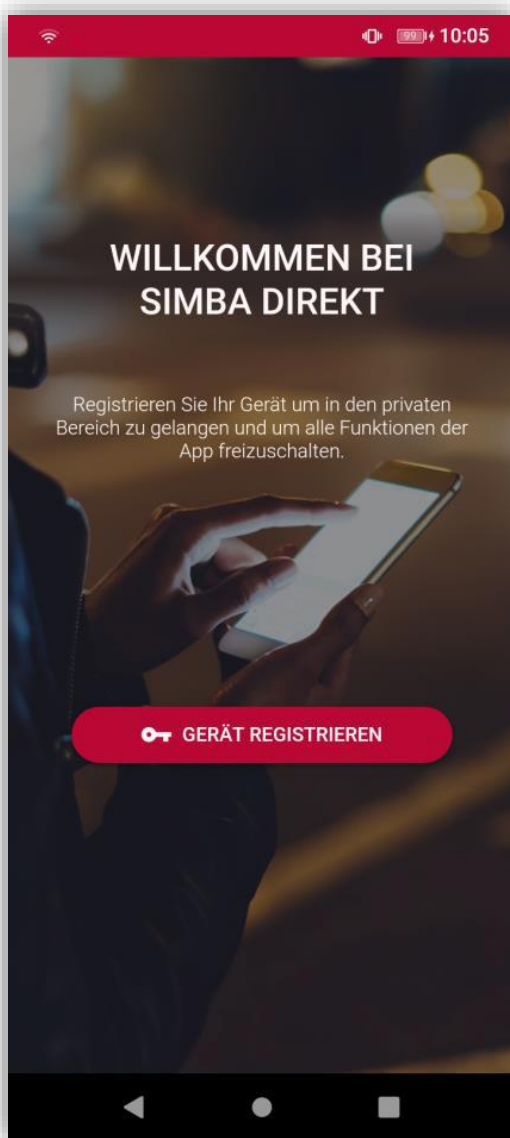 99 10:05
WILLKOMMEN BEI
SIMBA DIREKT
Registrieren Sie Ihr Gerät um in den privaten
Bereich zu gelangen und um alle Funktionen der
App freizuschalten.
GERÄT REGISTRIEREN